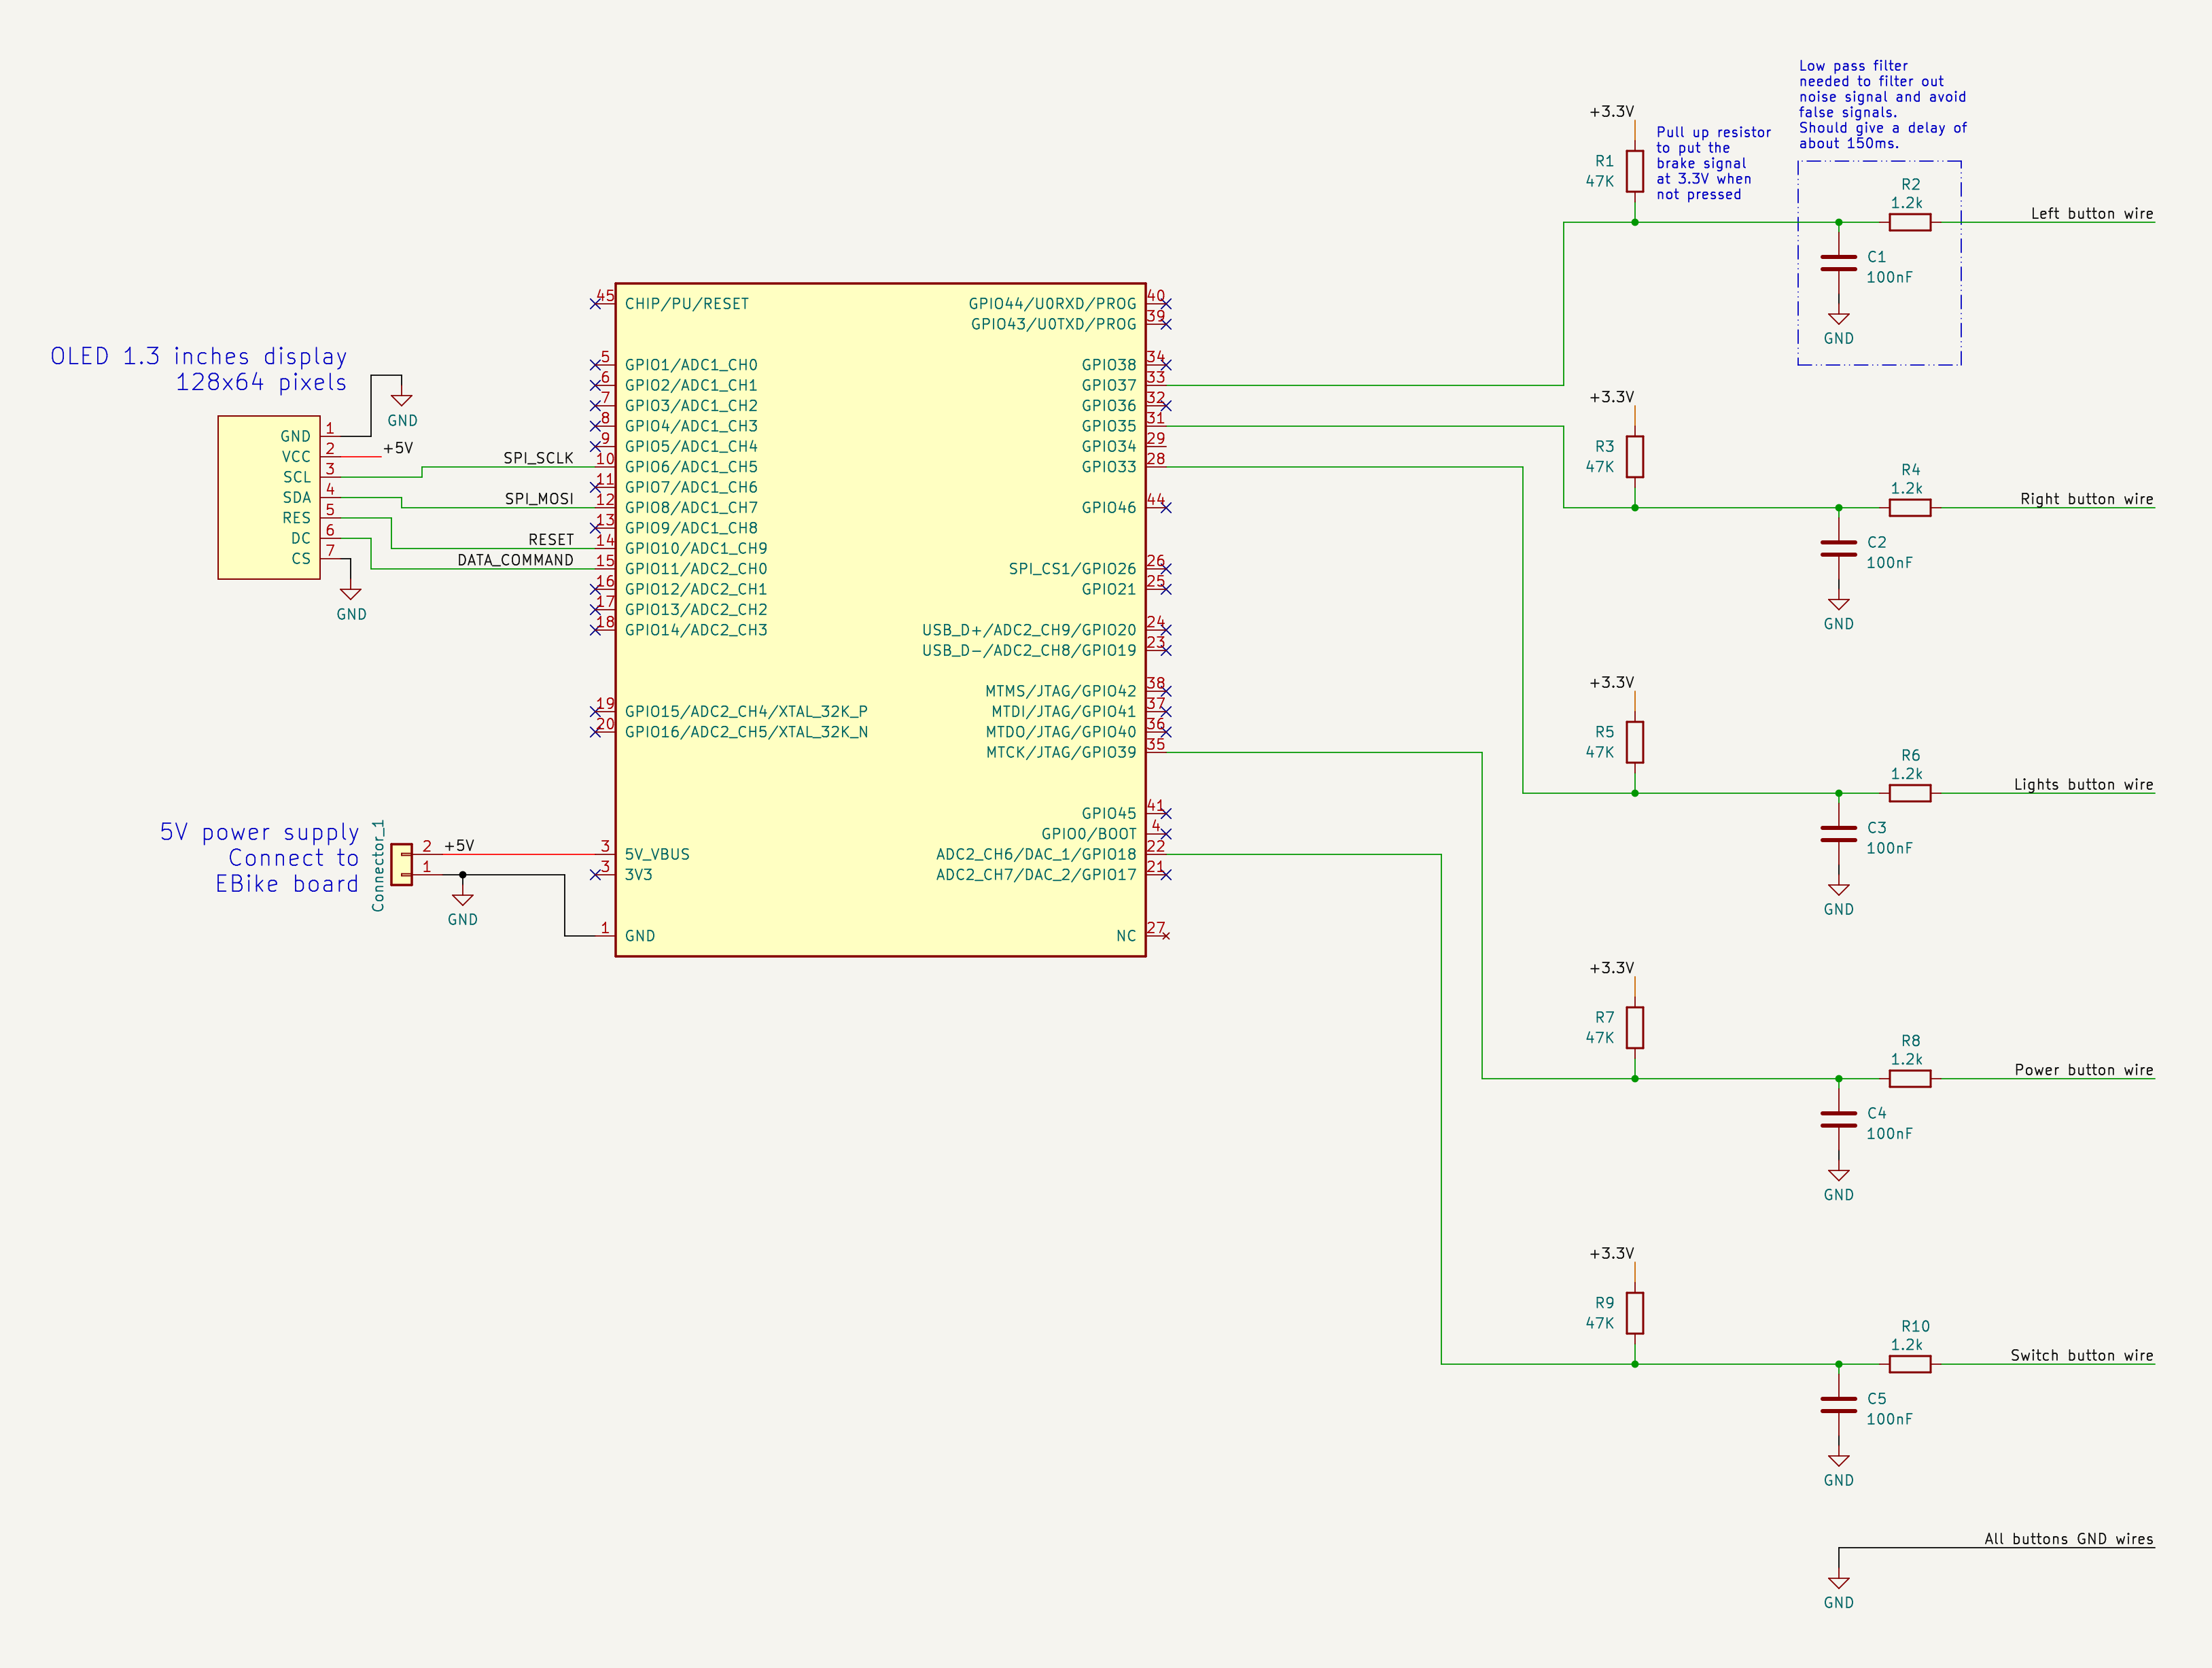 OLED 1.3 inches display
128x64 pixels
GND
GND 1
VCC 2
+5V
SCL 3
SDA 4
RES 5
DC 6
CS 7
GND
SPI_SCLK
SPI_MOSI
RESET
DATA_COMMAND
5V power supply
Connect to
EBike board
Connector_1
2
1
+5V
GND
45 CHIP/PU/RESET
5 GPIO1/ADC1_CH0
6 GPIO2/ADC1_CH1
7 GPIO3/ADC1_CH2
8 GPIO4/ADC1_CH3
9 GPIO5/ADC1_CH4
10 GPIO6/ADC1_CH5
11 GPIO7/ADC1_CH6
12 GPIO8/ADC1_CH7
13 GPIO9/ADC1_CH8
14 GPIO10/ADC1_CH9
15 GPIO11/ADC2_CH0
16 GPIO12/ADC2_CH1
17 GPIO13/ADC2_CH2
18 GPIO14/ADC2_CH3
19 GPIO15/ADC2_CH4/XTAL_32K_P
20 GPIO16/ADC2_CH5/XTAL_32K_N
3 5V_VBUS
3 3V3
1 GND
GPIO44/U0RXD/PROG 40
GPIO43/U0TXD/PROG 39
GPIO38 34
GPIO37 33
GPIO36 32
GPIO35 31
GPIO34 29
GPIO33 28
GPIO46 44
SPI_CS1/GPIO26 26
GPIO21 25
USB_D+/ADC2_CH9/GPIO20 24
USB_D-/ADC2_CH8/GPIO19 23
MTMS/JTAG/GPIO42 38
MTDI/JTAG/GPIO41 37
MTDO/JTAG/GPIO40 36
MTCK/JTAG/GPIO39 35
GPIO45 41
GPIO0/BOOT 4
ADC2_CH6/DAC_1/GPIO18 22
ADC2_CH7/DAC_2/GPIO17 21
NC 27
Low pass filter
needed to filter out
noise signal and avoid
false signals.
Should give a delay of
about 150ms.
+3.3V
Pull up resistor
to put the
brake signal
at 3.3V when
not pressed
R1
47K
R2
1.2k
Left button wire
C1
100nF
GND
+3.3V
R3
47K
R4
1.2k
Right button wire
C2
100nF
GND
+3.3V
R5
47K
R6
1.2k
Lights button wire
C3
100nF
GND
+3.3V
R7
47K
R8
1.2k
Power button wire
C4
100nF
GND
+3.3V
R9
47K
R10
1.2k
Switch button wire
C5
100nF
GND
All buttons GND wires
GND